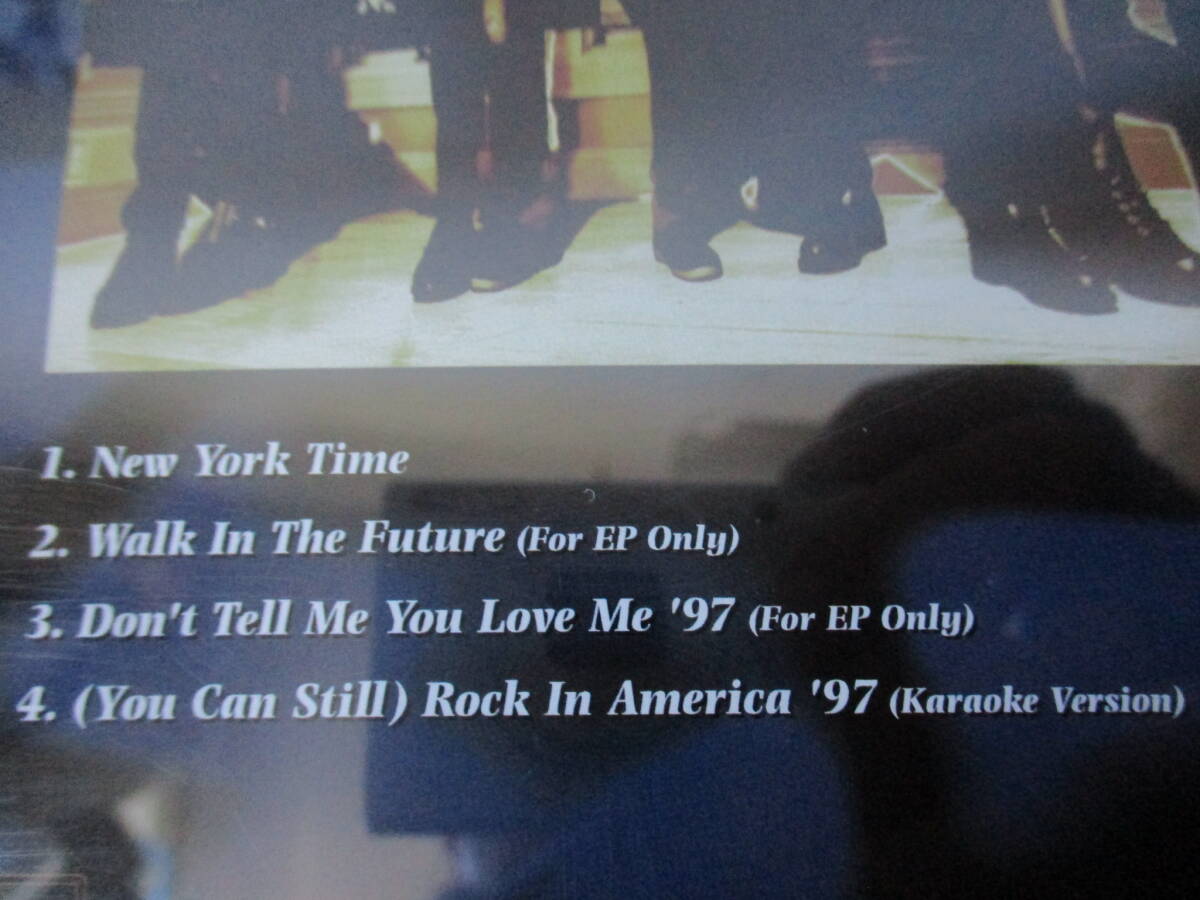 1. New York Time
2. Walk In The Future (For EP Only)
3. Don't Tell Me You Love Me '97 (For EP Only)
4. (You Can Still) Rock In America '97 (Karaoke Version)